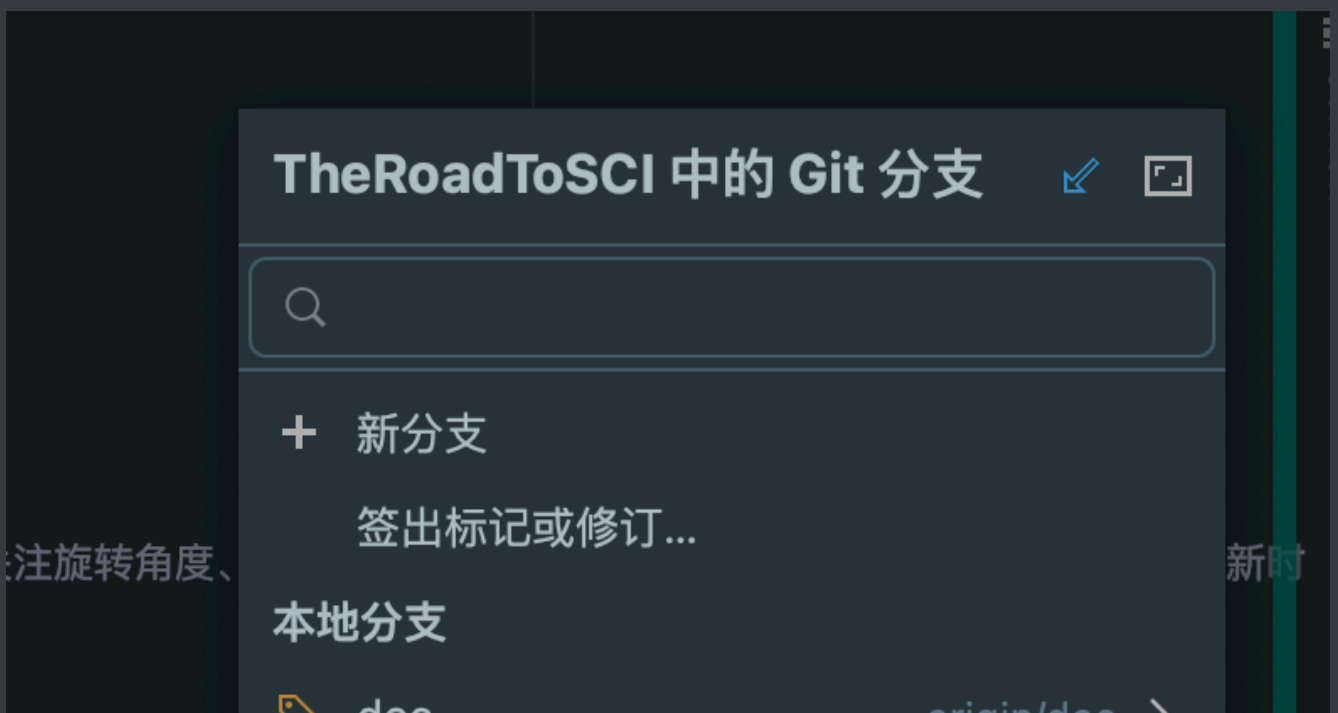 TheRoadToSCI 中的 Git 分支
新分支
签出标记或修订...
注旋转角度、
新时
本地分支